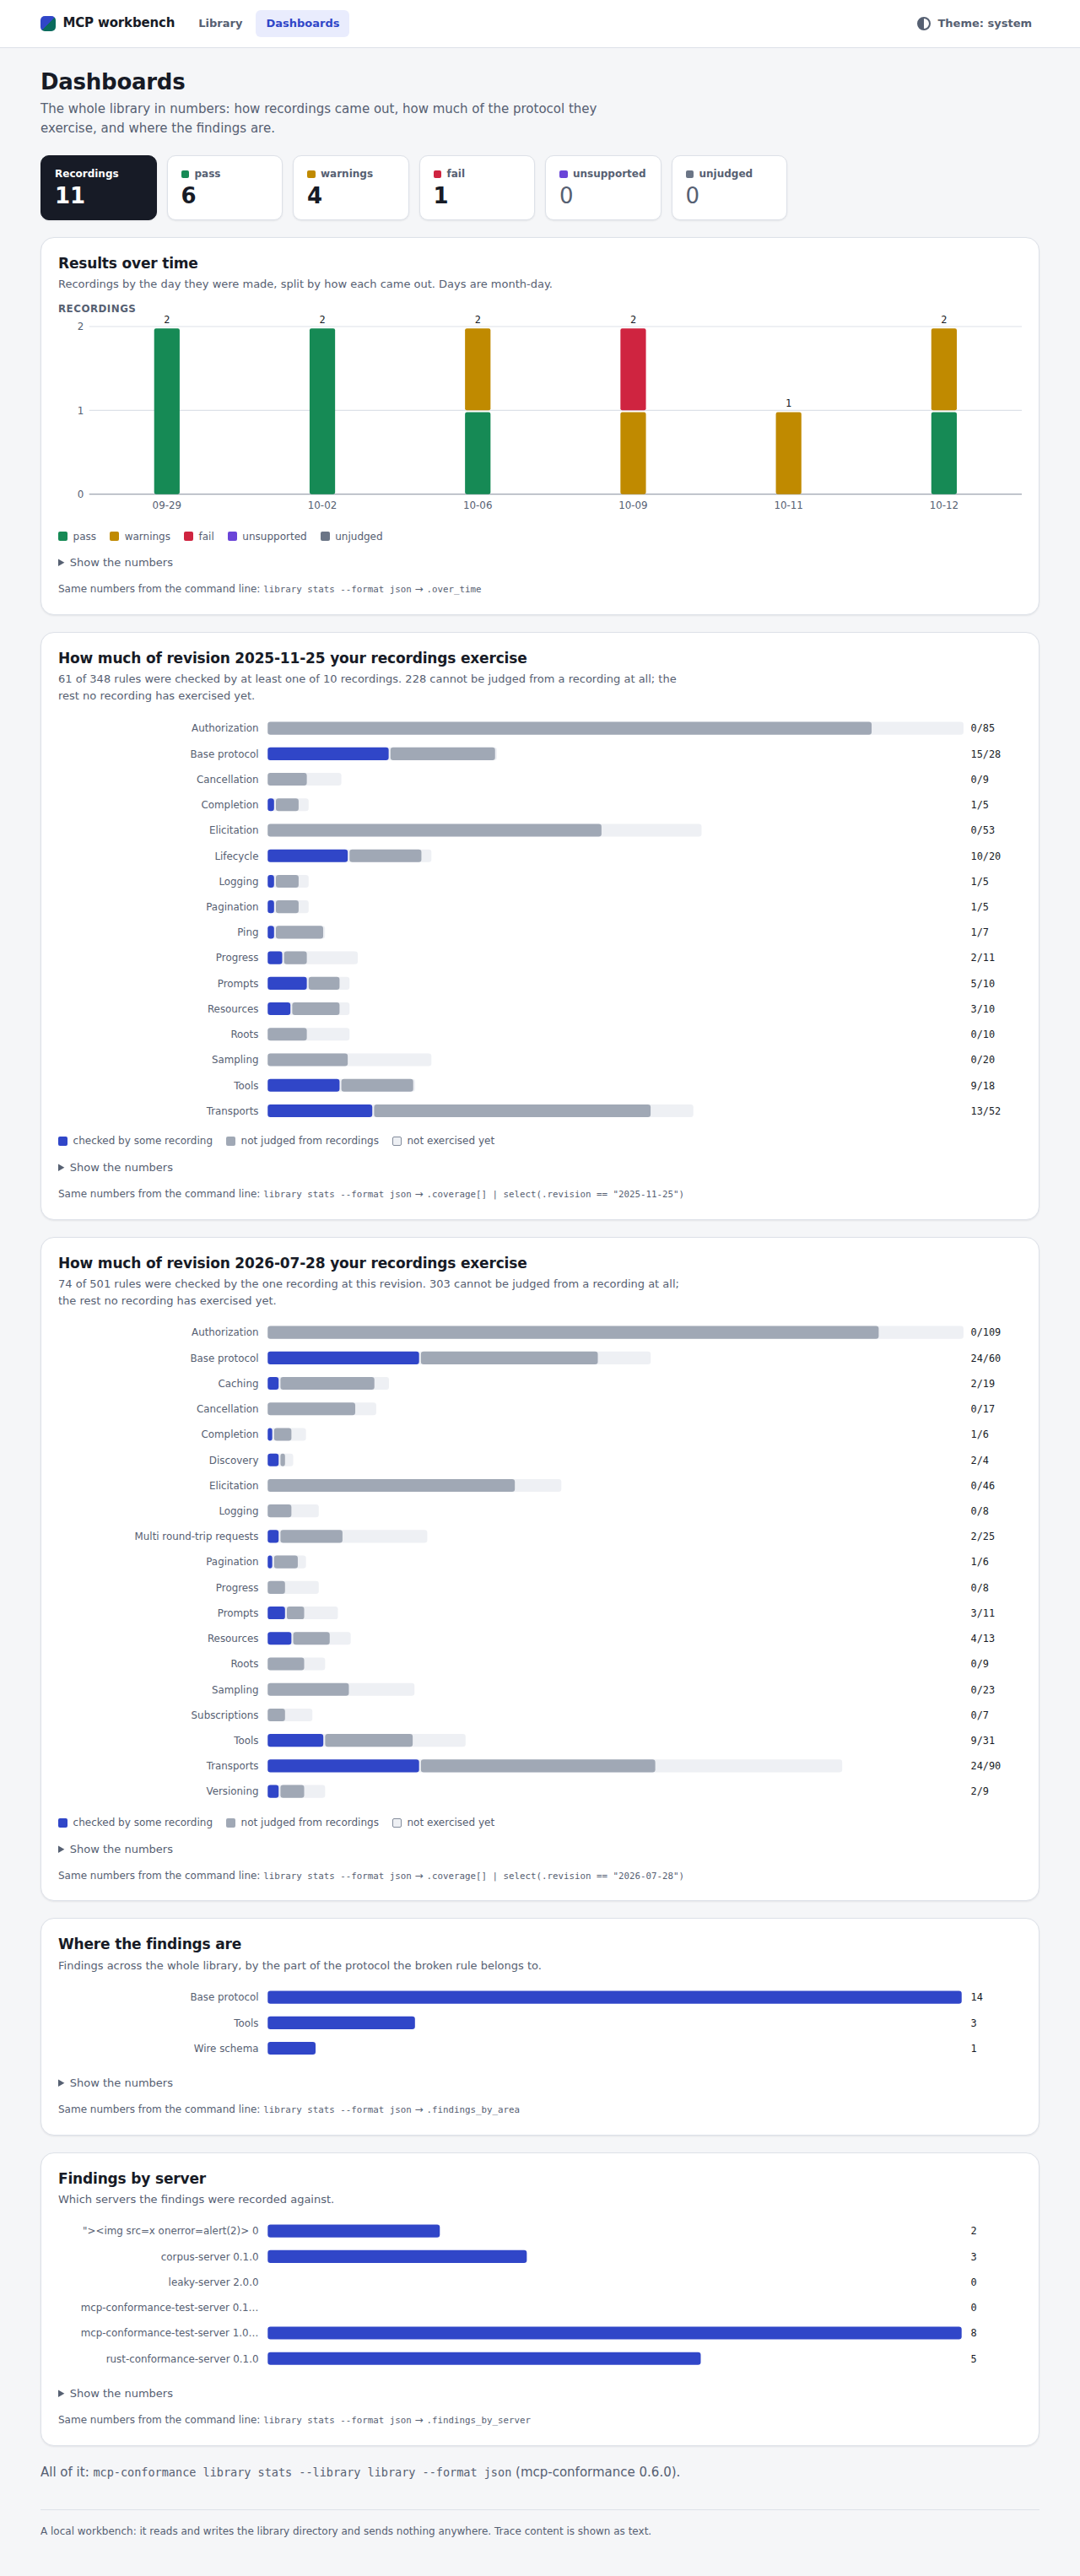 MCP workbench Library Dashboards Theme: system
Dashboards
The whole library in numbers: how recordings came out, how much of the protocol they
exercise, and where the findings are.
Recordings pass warnings fail unsupported unjudged
11 6 4 1 0 0
Results over time
Recordings by the day they were made, split by how each came out. Days are month-day.
RECORDINGS
2 2 2 2 2
2
1
1
0
09-29 10-02 10-06 10-09 10-11 10-12
pass warnings fail unsupported unjudged
Show the numbers
Same numbers from the command line: library stats --format json → .over_time
How much of revision 2025-11-25 your recordings exercise
61 of 348 rules were checked by at least one of 10 recordings. 228 cannot be judged from a recording at all; the
rest no recording has exercised yet.
Authorization 0/85
Base protocol 15/28
Cancellation 0/9
Completion 1/5
Elicitation 0/53
Lifecycle 10/20
Logging 1/5
Pagination 1/5
Ping 1/7
Progress 2/11
Prompts 5/10
Resources 3/10
Roots 0/10
Sampling 0/20
Tools 9/18
Transports 13/52
checked by some recording not judged from recordings not exercised yet
Show the numbers
Same numbers from the command line: library stats --format json → .coverage[] | select(.revision == "2025-11-25")
How much of revision 2026-07-28 your recordings exercise
74 of 501 rules were checked by the one recording at this revision. 303 cannot be judged from a recording at all;
the rest no recording has exercised yet.
Authorization 0/109
Base protocol 24/60
Caching 2/19
Cancellation 0/17
Completion 1/6
Discovery 2/4
Elicitation 0/46
Logging 0/8
Multi round-trip requests 2/25
Pagination 1/6
Progress 0/8
Prompts 3/11
Resources 4/13
Roots 0/9
Sampling 0/23
Subscriptions 0/7
Tools 9/31
Transports 24/90
Versioning 2/9
checked by some recording not judged from recordings not exercised yet
Show the numbers
Same numbers from the command line: library stats --format json → .coverage[] | select(.revision == "2026-07-28")
Where the findings are
Findings across the whole library, by the part of the protocol the broken rule belongs to.
Base protocol 14
Tools 3
Wire schema 1
Show the numbers
Same numbers from the command line: library stats --format json → .findings_by_area
Findings by server
Which servers the findings were recorded against.
"><img src=x onerror=alert(2)> 0 2
corpus-server 0.1.0 3
leaky-server 2.0.0 0
mcp-conformance-test-server 0.1… 0
mcp-conformance-test-server 1.0… 8
rust-conformance-server 0.1.0 5
Show the numbers
Same numbers from the command line: library stats --format json → .findings_by_server
All of it: mcp-conformance library stats --library library --format json (mcp-conformance 0.6.0).
A local workbench: it reads and writes the library directory and sends nothing anywhere. Trace content is shown as text.